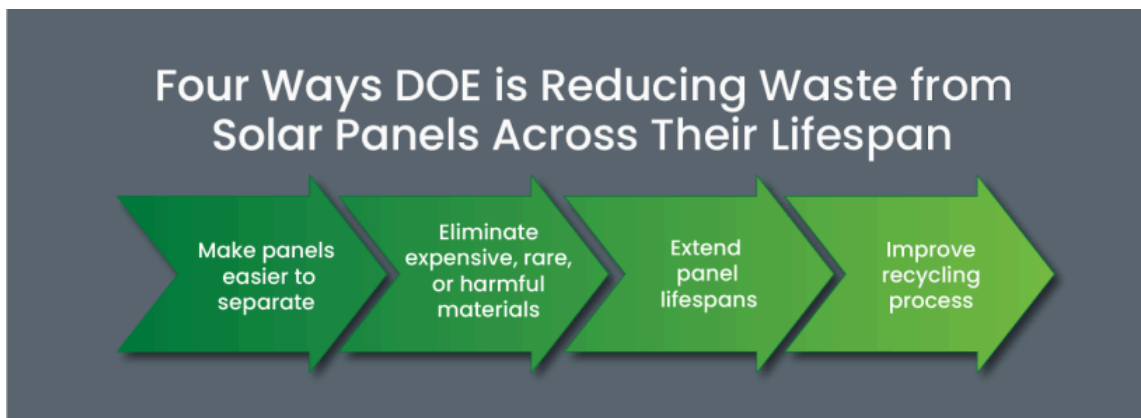 Four Ways DOE is Reducing Waste from
Solar Panels Across Their Lifespan
Make panels
easier to
separate
Eliminate
expensive, rare,
or harmful
materials
Extend
panel
lifespans
Improve
recycling
process